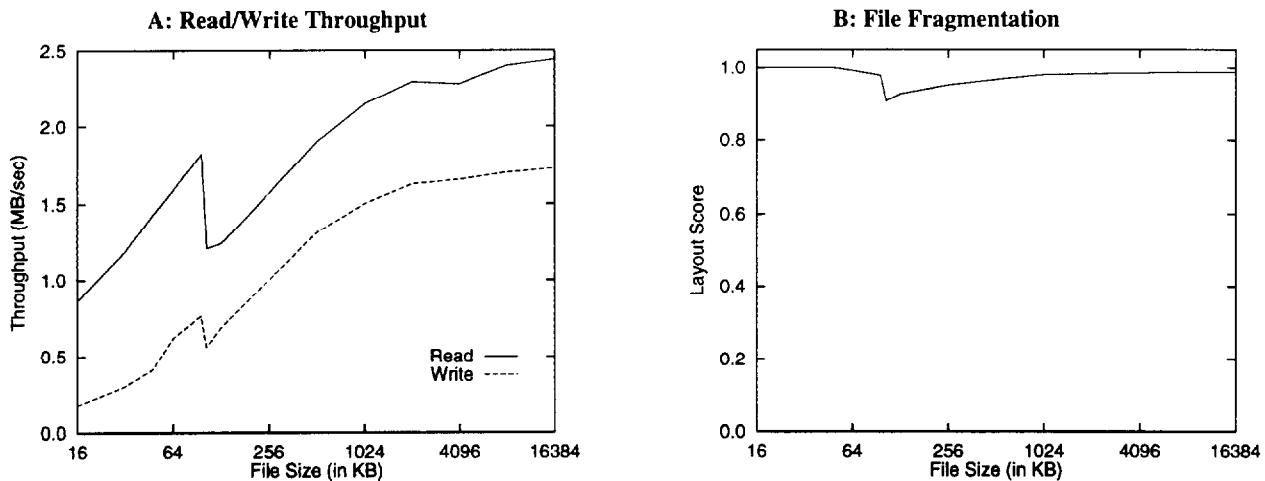 A: Read/Write Throughput
2.5
2.0
1.5
1.0
0.5
0.0
Throughput (MB/sec)
Read
Write
16 64 256 1024 4096 16384
File Size (in KB)
B: File Fragmentation
1.0
0.8
0.6
0.4
0.2
0.0
Layout Score
16 64 256 1024 4096 16384
File Size (in KB)